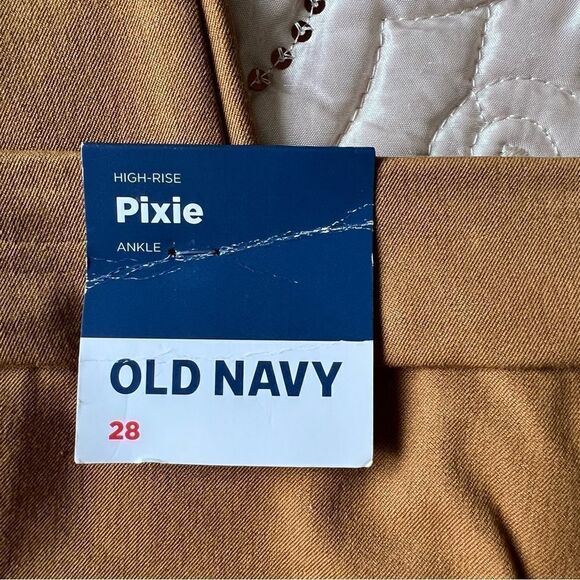 HIGH-RISE
Pixie
ANKLE
OLD NAVY
28